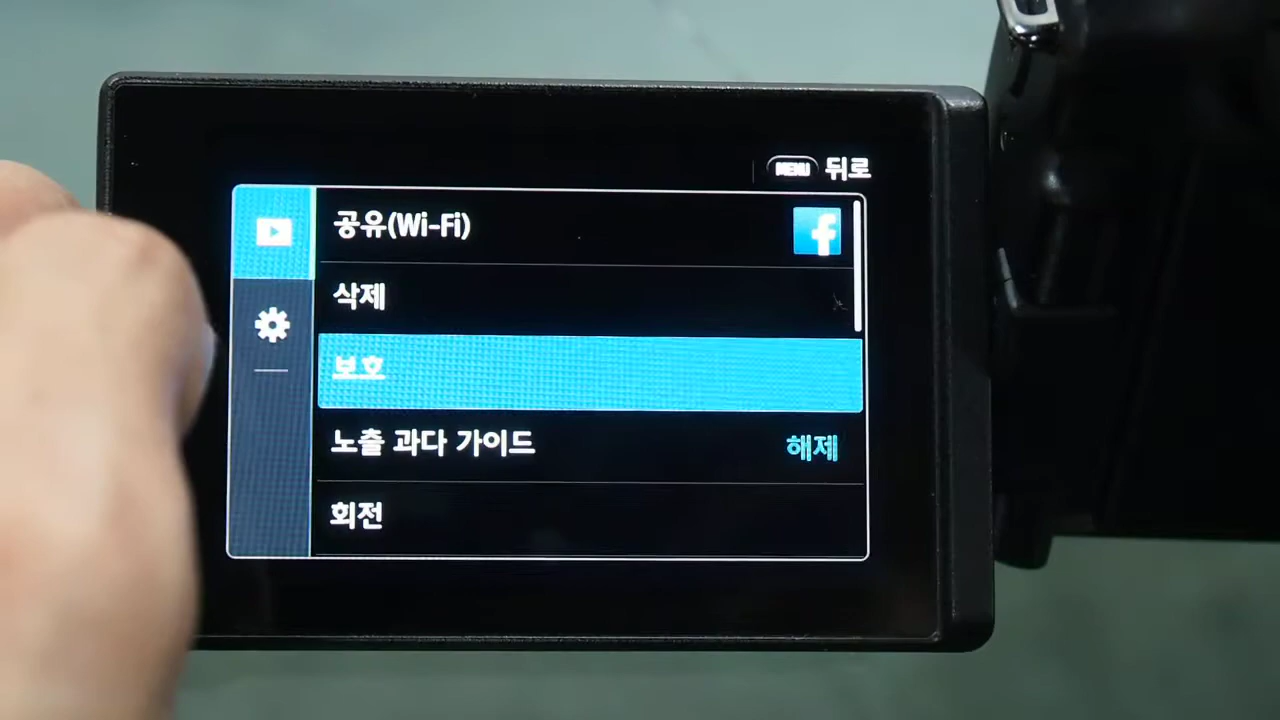 MENU 뒤로
공유(Wi-Fi)
삭제
보호
노출 과다 가이드 해제
회전